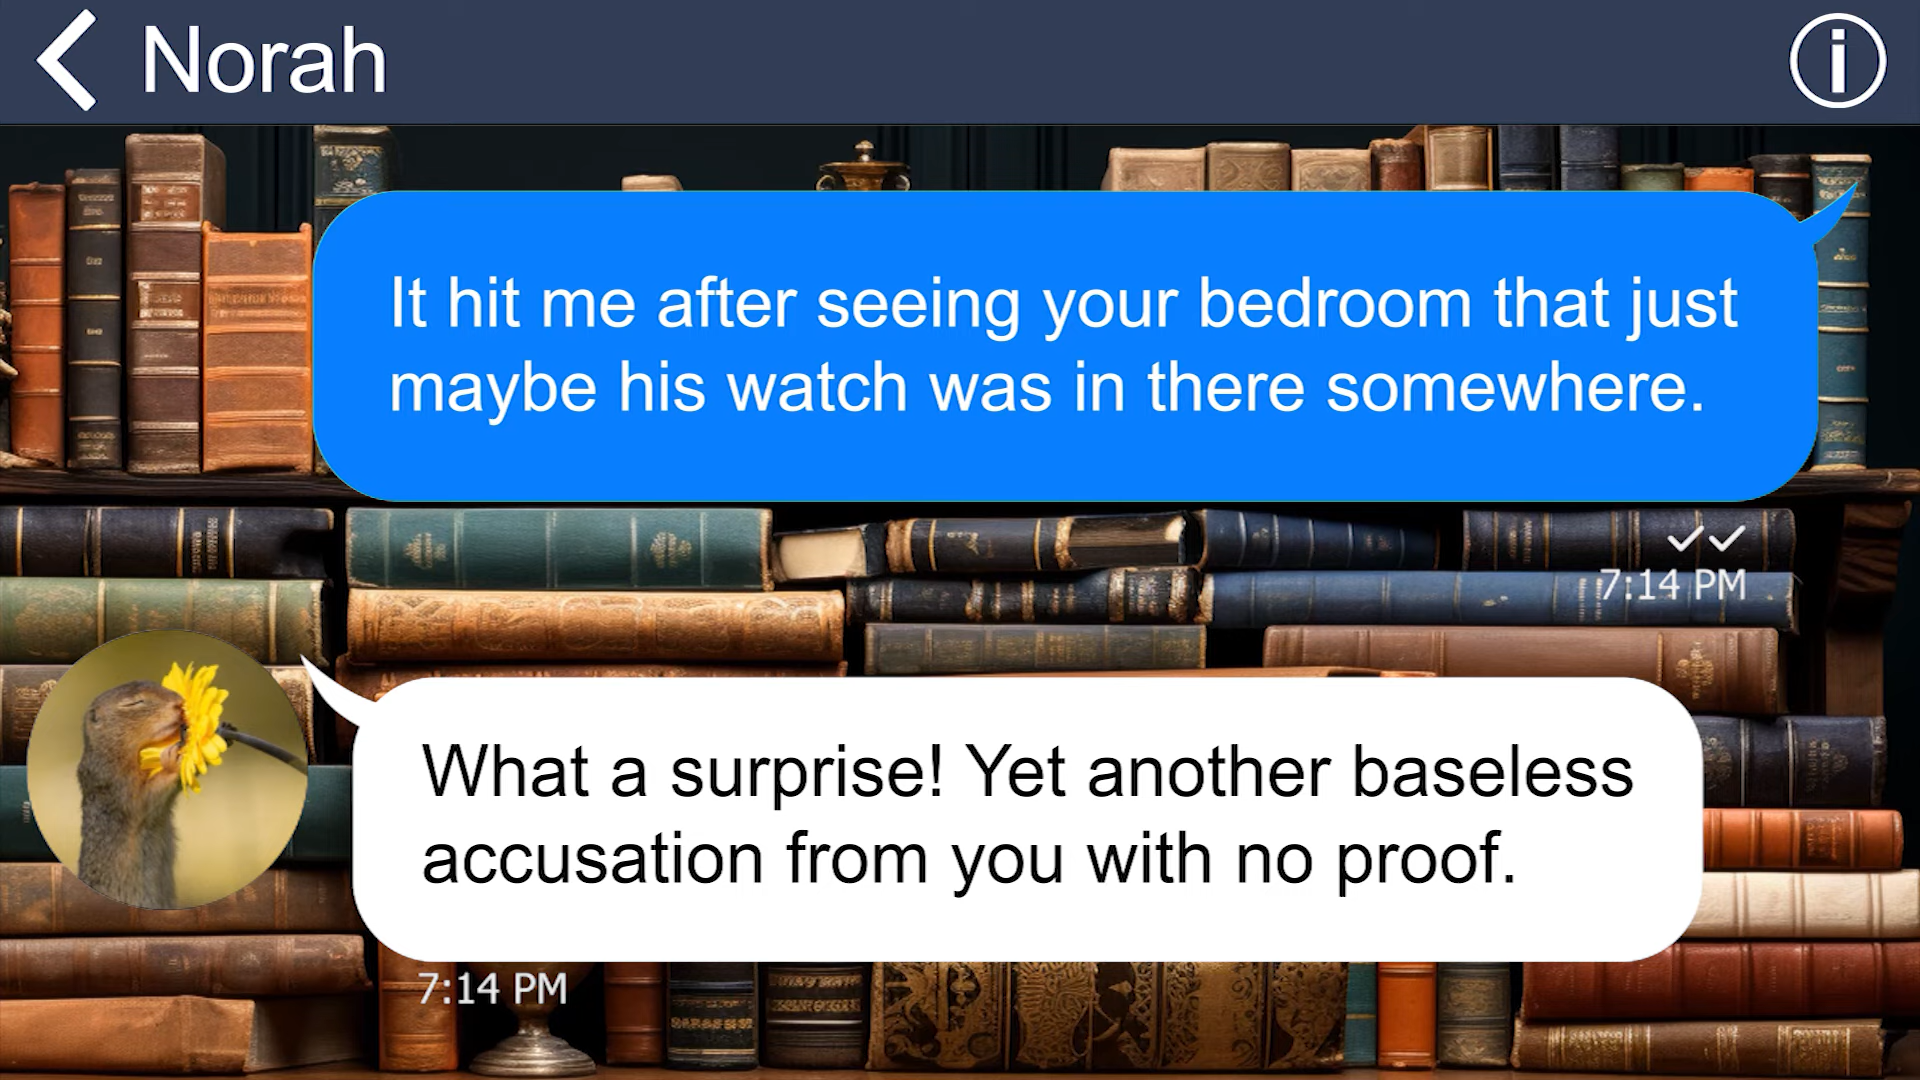 Norah
It hit me after seeing your bedroom that just
maybe his watch was in there somewhere.
7:14 PM
What a surprise! Yet another baseless
accusation from you with no proof.
7:14 PM